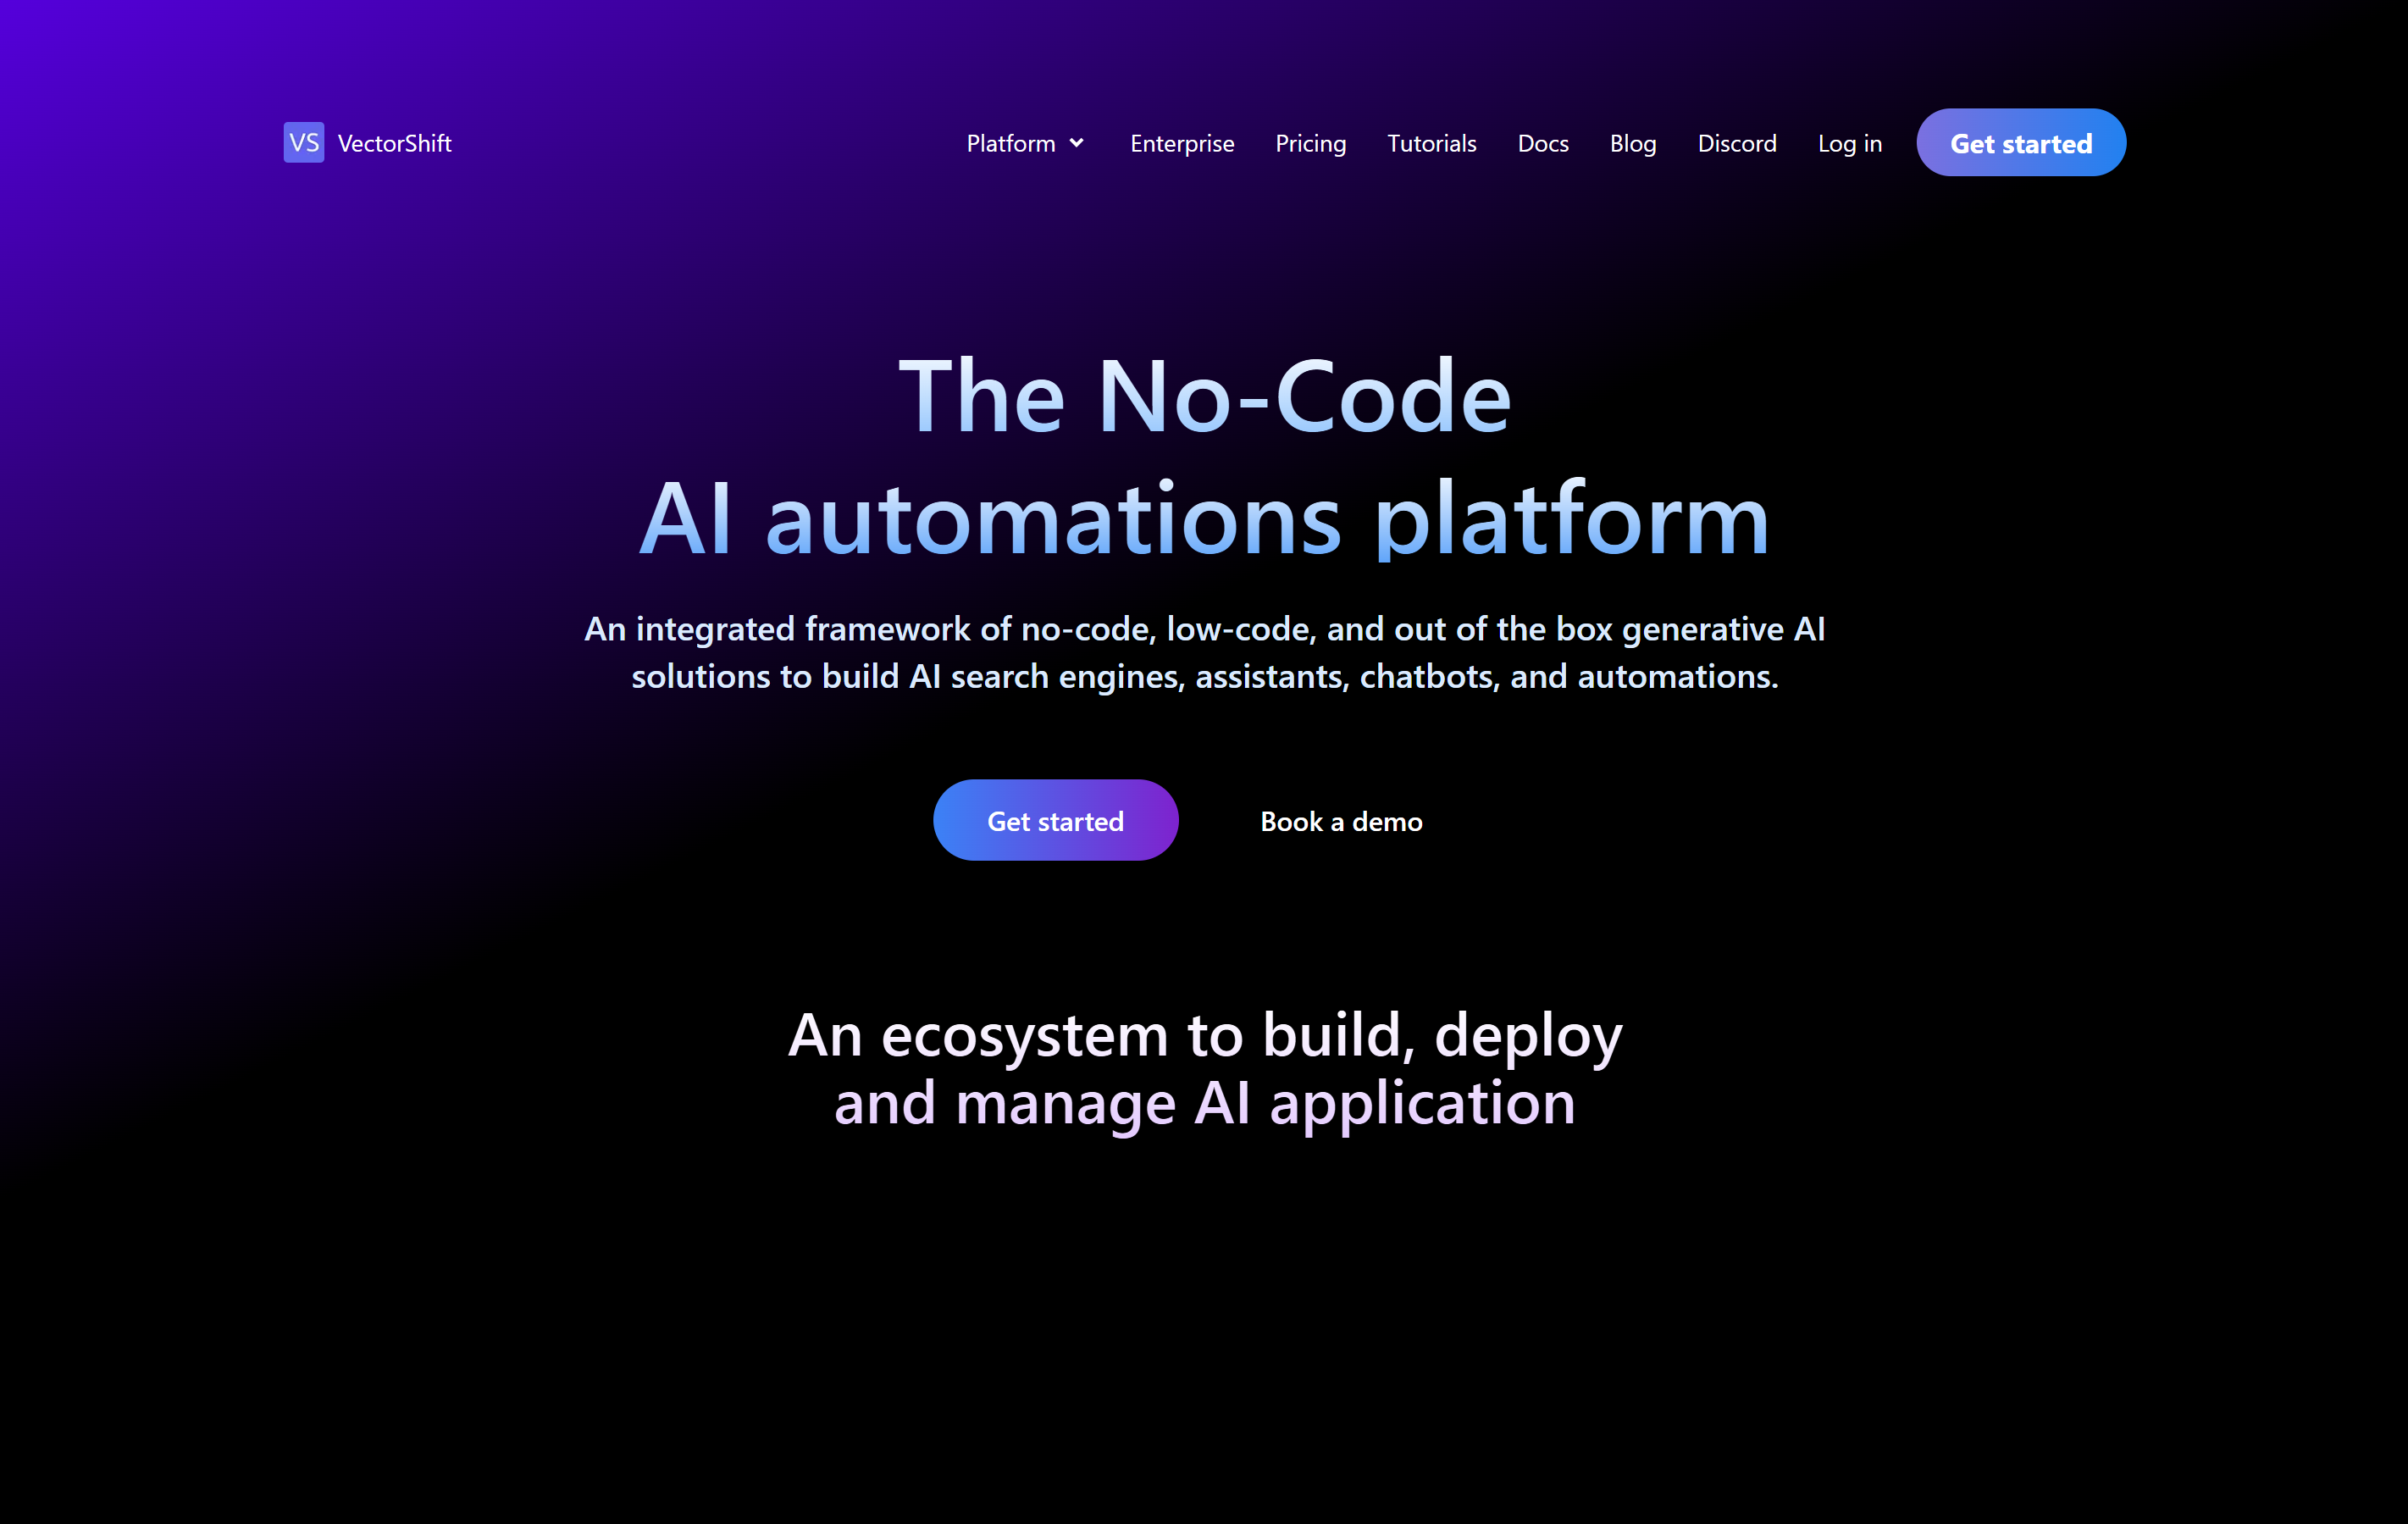 VS VectorShift
Platform Enterprise Pricing Tutorials Docs Blog Discord Log in Get started
The No-Code
AI automations platform
An integrated framework of no-code, low-code, and out of the box generative AI
solutions to build AI search engines, assistants, chatbots, and automations.
Get started Book a demo
An ecosystem to build, deploy
and manage AI application